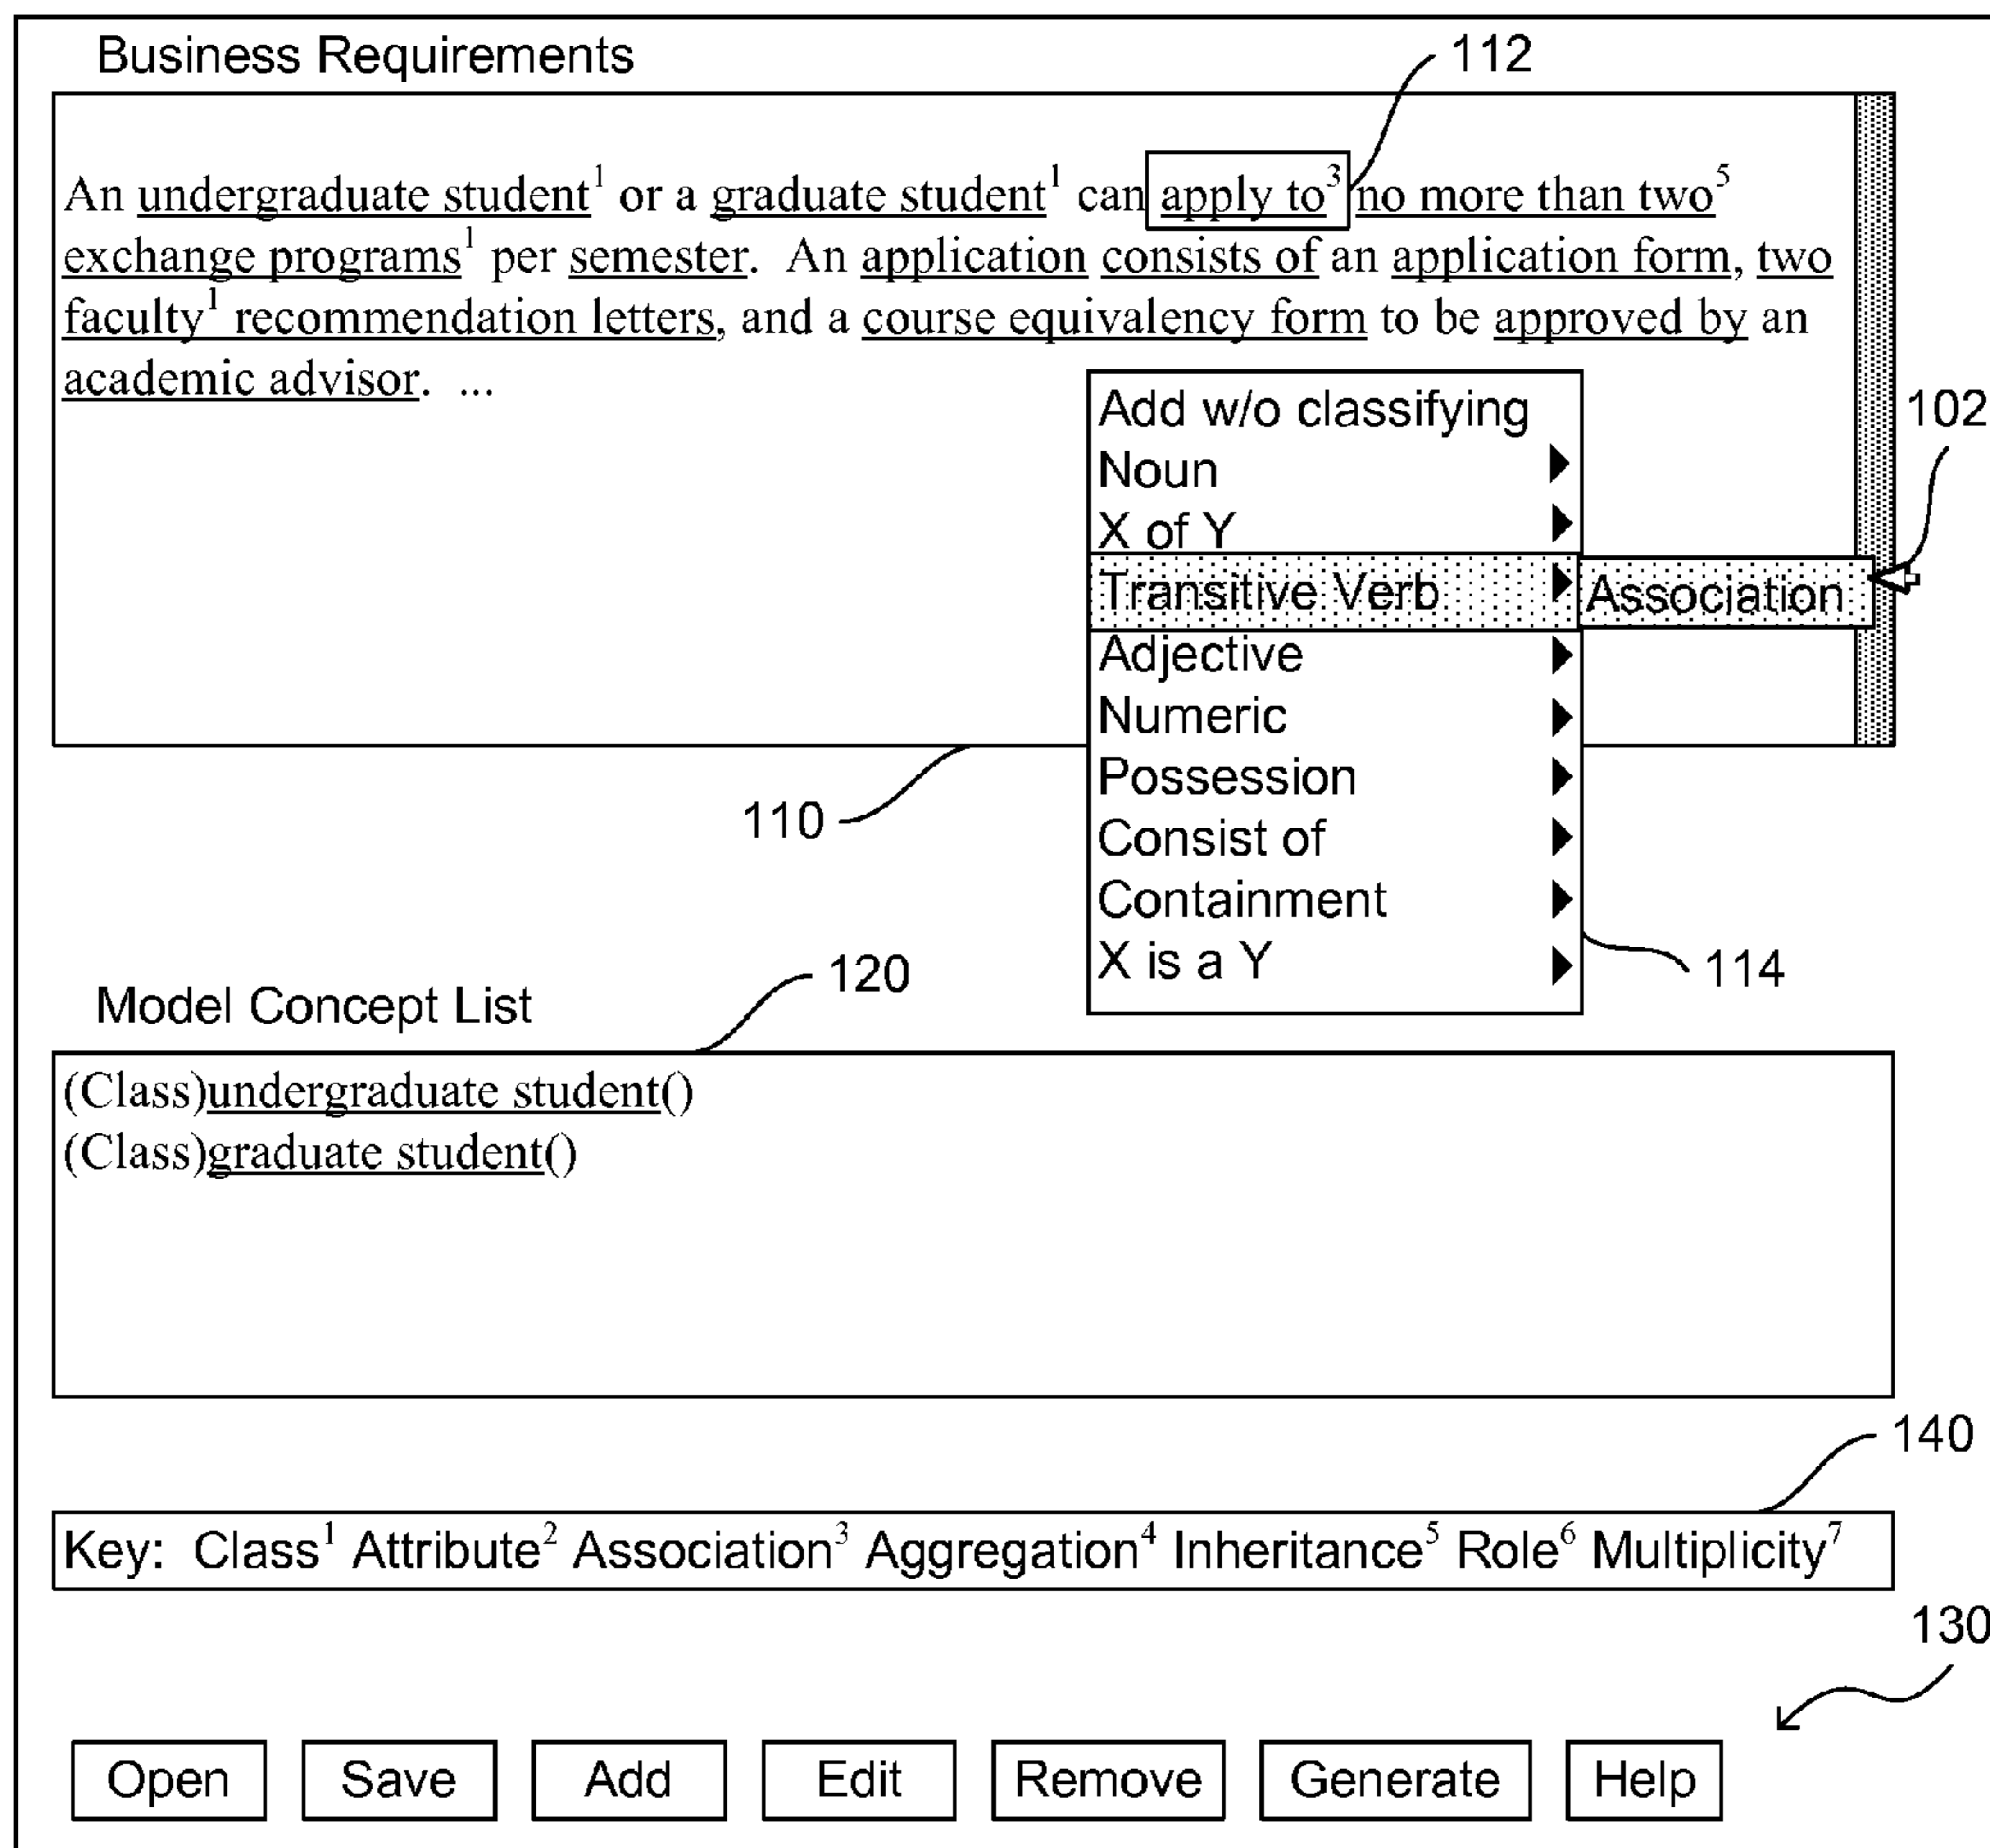 Business Requirements
112
An undergraduate student¹ or a graduate student¹ can apply to³ no more than two⁵
exchange programs¹ per semester. An application consists of an application form, two
faculty¹ recommendation letters, and a course equivalency form to be approved by an
academic advisor. ...
102
Add w/o classifying
Noun
X of Y
Transitive Verb
Association
Adjective
Numeric
Possession
Consist of
Containment
X is a Y
110
114
120
Model Concept List
(Class)undergraduate student()
(Class)graduate student()
140
Key: Class¹ Attribute² Association³ Aggregation⁴ Inheritance⁵ Role⁶ Multiplicity⁷
130
Open Save Add Edit Remove Generate Help